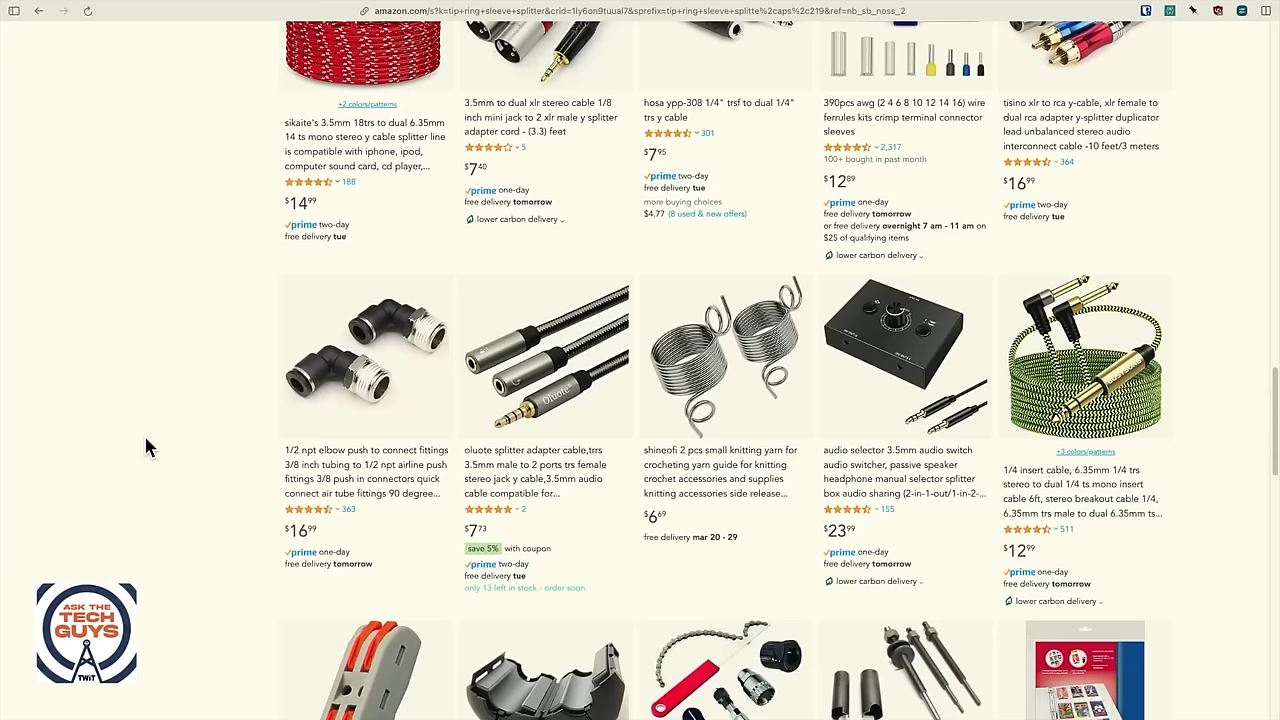 amazon.com/s?k=tip+ring+sleeve+splitter&crid=1ly6on9tuual7&sprefix=tip+ring+sleeve+splitte%2caps%2c219&ref=nb_sb_noss_2
+2 colors/patterns
sikaite's 3.5mm 18trs to dual 6.35mm
14 ts mono stereo y cable splitter line
is compatible with iphone, ipod,
computer sound card, cd player,...
188
$14.99
prime two-day
free delivery tue
3.5mm to dual xlr stereo cable 1/8
inch mini jack to 2 xlr male y splitter
adapter cord - (3.3) feet
5
$7.40
prime one-day
free delivery tomorrow
lower carbon delivery
hosa ypp-308 1/4" trsf to dual 1/4"
trs y cable
301
$7.95
prime two-day
free delivery tue
more buying choices
$4.77 (8 used & new offers)
390pcs awg (2 4 6 8 10 12 14 16) wire
ferrules kits crimp terminal connector
sleeves
2,317
100+ bought in past month
$12.89
prime one-day
free delivery tomorrow
or free delivery overnight 7 am - 11 am on
$25 of qualifying items
lower carbon delivery
tisino xlr to rca y-cable, xlr female to
dual rca adapter y-splitter duplicator
lead unbalanced stereo audio
interconnect cable -10 feet/3 meters
364
$16.99
prime two-day
free delivery tue
1/2 npt elbow push to connect fittings
3/8 inch tubing to 1/2 npt airline push
fittings 3/8 push in connectors quick
connect air tube fittings 90 degree...
363
$16.99
prime one-day
free delivery tomorrow
Oluote
oluote splitter adapter cable,trrs
3.5mm male to 2 ports trs female
stereo jack y cable,3.5mm audio
cable compatible for...
2
$7.73
save 5% with coupon
prime two-day
free delivery tue
only 13 left in stock - order soon.
shineofi 2 pcs small knitting yarn for
crocheting yarn guide for knitting
crochet accessories and supplies
knitting accessories side release...
$6.69
free delivery mar 20 - 29
audio selector 3.5mm audio switch
audio switcher, passive speaker
headphone manual selector splitter
box audio sharing (2-in-1-out/1-in-2-...
155
$23.99
prime one-day
free delivery tomorrow
lower carbon delivery
+3 colors/patterns
1/4 insert cable, 6.35mm 1/4 trs
stereo to dual 1/4 ts mono insert
cable 6ft, stereo breakout cable 1/4,
6.35mm trs male to dual 6.35mm ts...
511
$12.99
prime one-day
free delivery tomorrow
lower carbon delivery
ASK THE
TECH
GUYS
TWiT